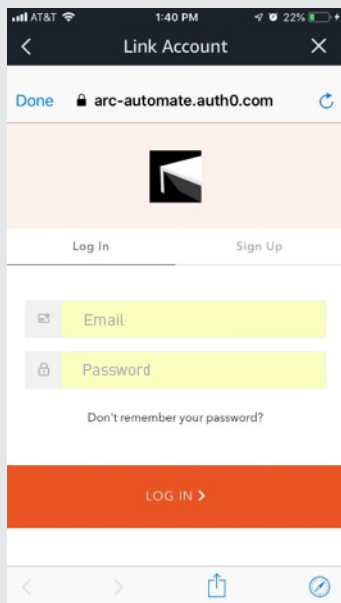 AT&T 1:40 PM 22%
Link Account
Done arc-automate.auth0.com
Log In Sign Up
Email
Password
Don't remember your password?
LOG IN